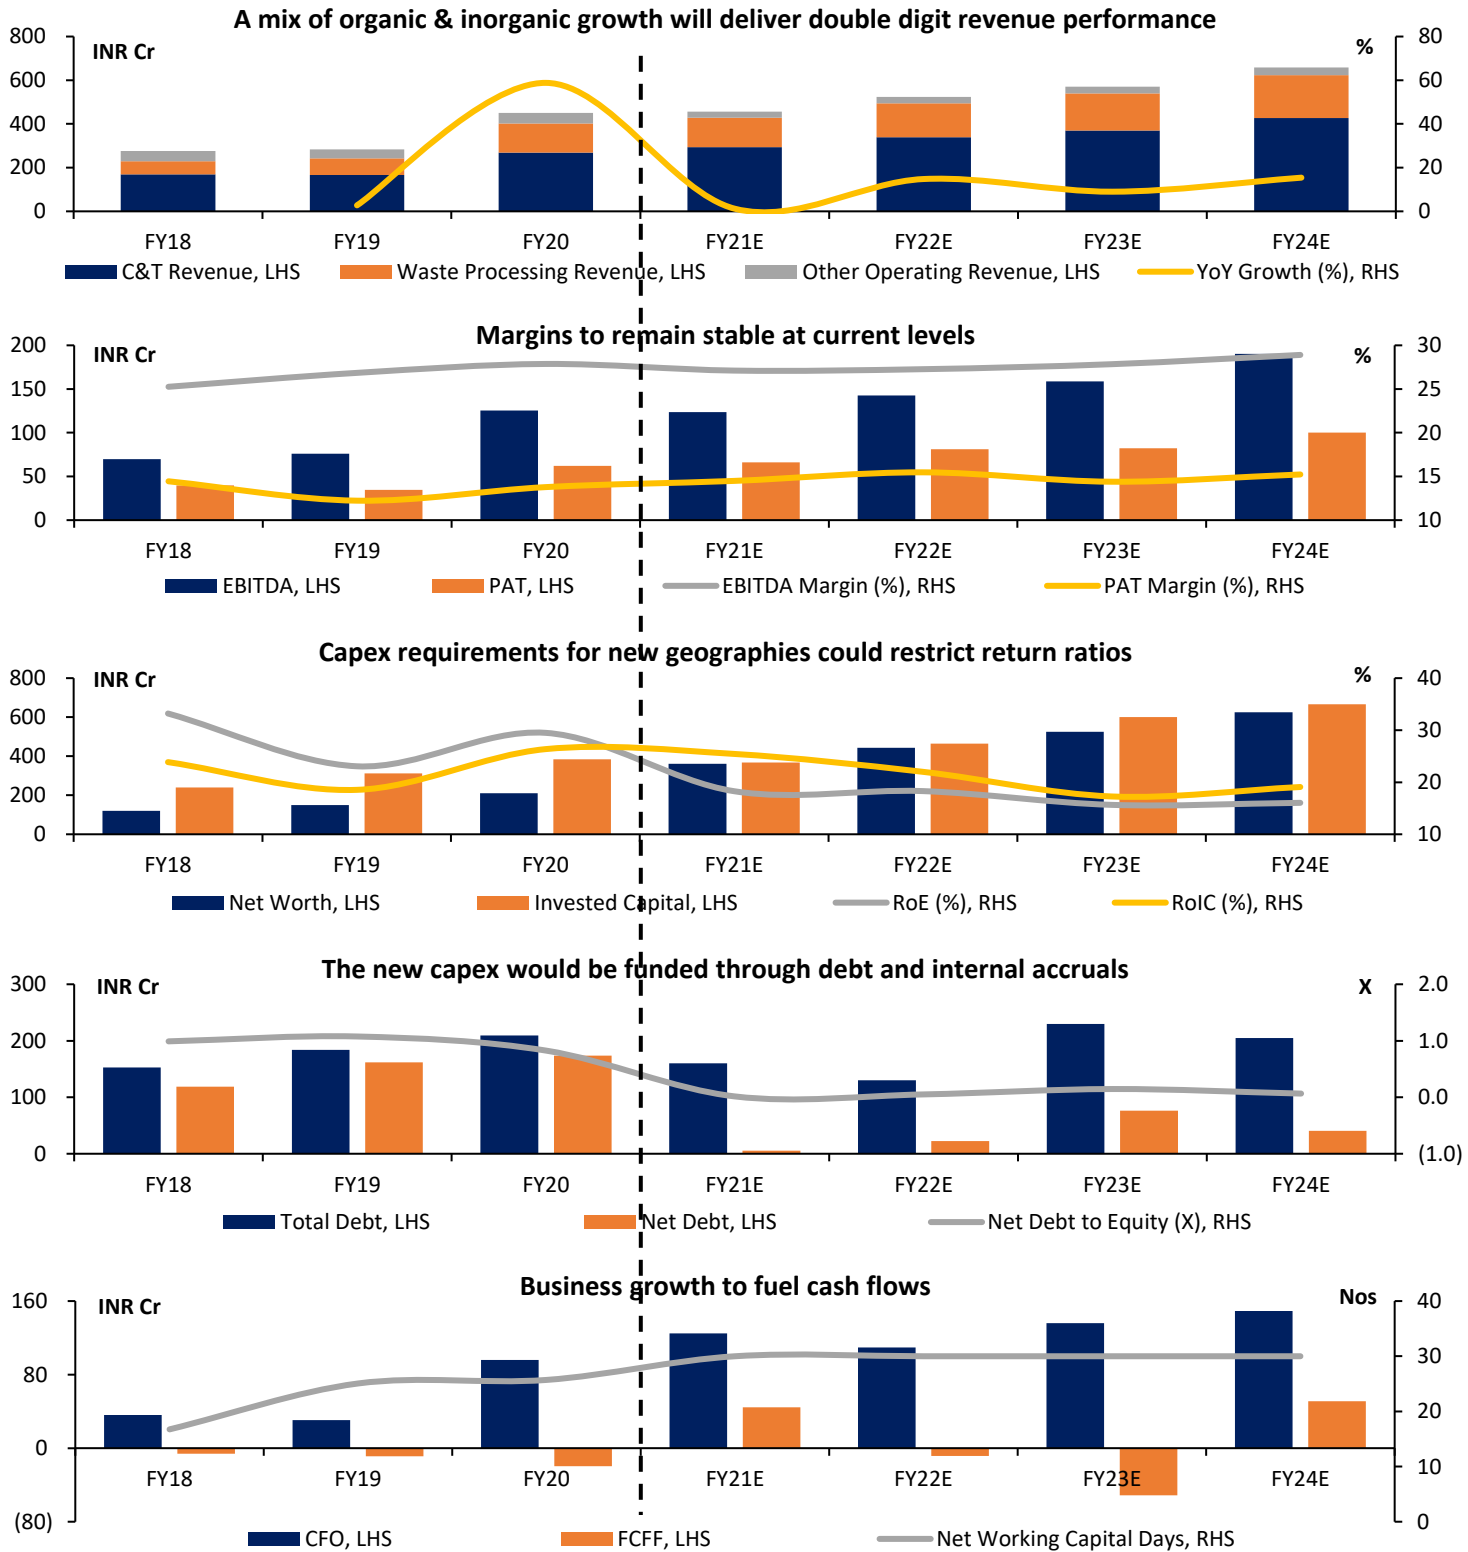 A mix of organic & inorganic growth will deliver double digit revenue performance
INR Cr
%
800
600
400
200
0
80
60
40
20
0
FY18 FY19 FY20 FY21E FY22E FY23E FY24E
C&T Revenue, LHS Waste Processing Revenue, LHS Other Operating Revenue, LHS YoY Growth (%), RHS
Margins to remain stable at current levels
INR Cr
%
200
150
100
50
0
30
25
20
15
10
FY18 FY19 FY20 FY21E FY22E FY23E FY24E
EBITDA, LHS PAT, LHS EBITDA Margin (%), RHS PAT Margin (%), RHS
Capex requirements for new geographies could restrict return ratios
INR Cr
%
800
600
400
200
0
40
30
20
10
FY18 FY19 FY20 FY21E FY22E FY23E FY24E
Net Worth, LHS Invested Capital, LHS RoE (%), RHS RoIC (%), RHS
The new capex would be funded through debt and internal accruals
INR Cr
X
300
200
100
0
2.0
1.0
0.0
(1.0)
FY18 FY19 FY20 FY21E FY22E FY23E FY24E
Total Debt, LHS Net Debt, LHS Net Debt to Equity (X), RHS
Business growth to fuel cash flows
INR Cr
Nos
160
80
0
(80)
40
30
20
10
0
FY18 FY19 FY20 FY21E FY22E FY23E FY24E
CFO, LHS FCFF, LHS Net Working Capital Days, RHS